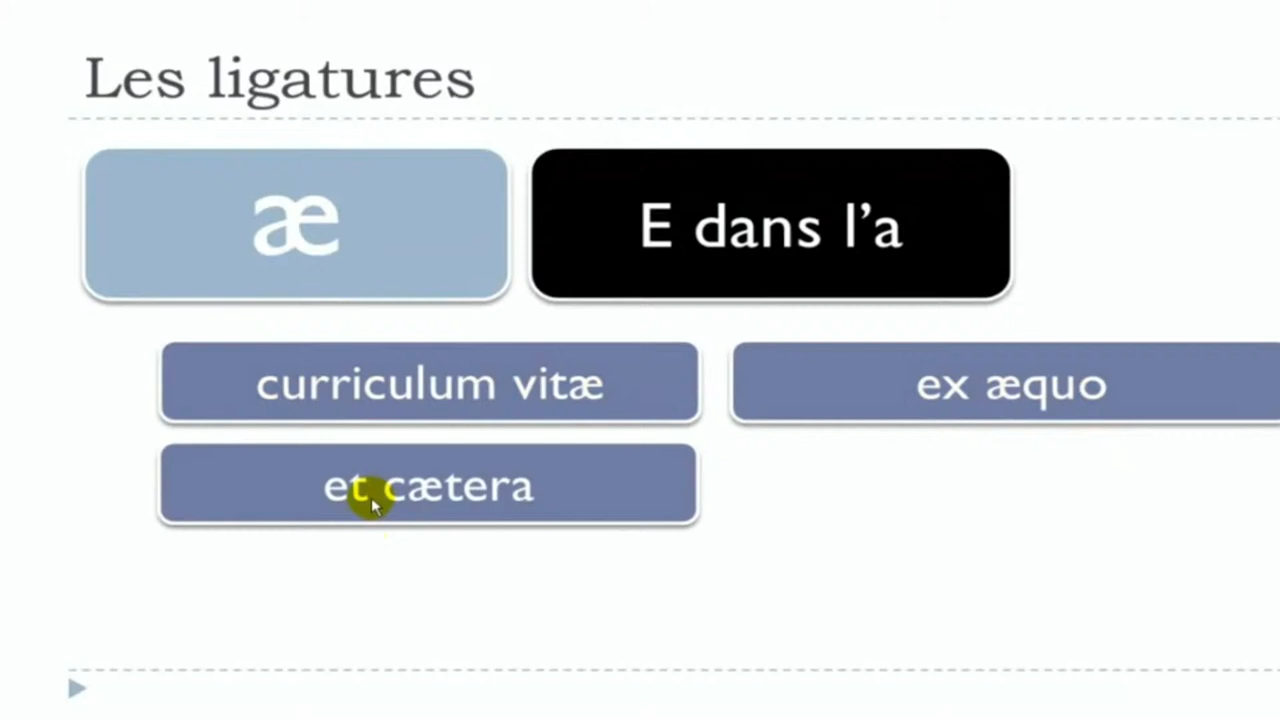 Les ligatures
æ
E dans l’a
curriculum vitæ
ex æquo
et cætera